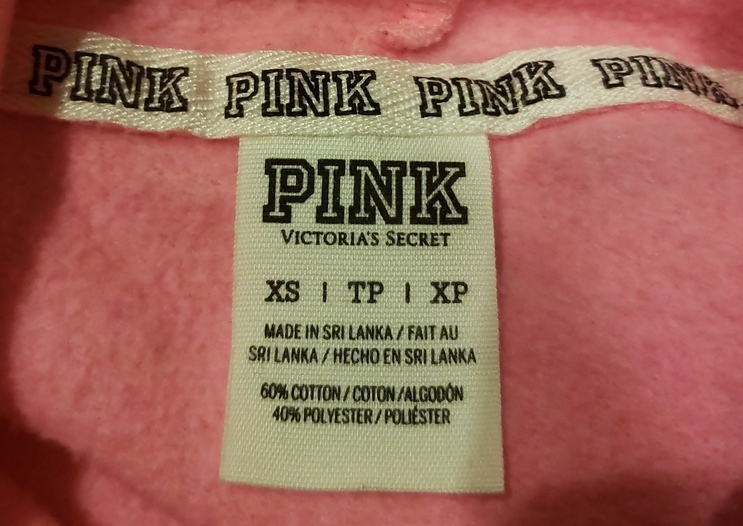 PINK PINK PINK PINK
PINK
VICTORIA'S SECRET
XS | TP | XP
MADE IN SRI LANKA / FAIT AU
SRI LANKA / HECHO EN SRI LANKA
60% COTTON / COTON /ALGODÓN
40% POLYESTER / POLIÉSTER